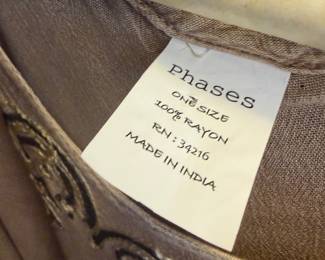 Phases
ONE SIZE
100% RAYON
RN : 34216
MADE IN INDIA